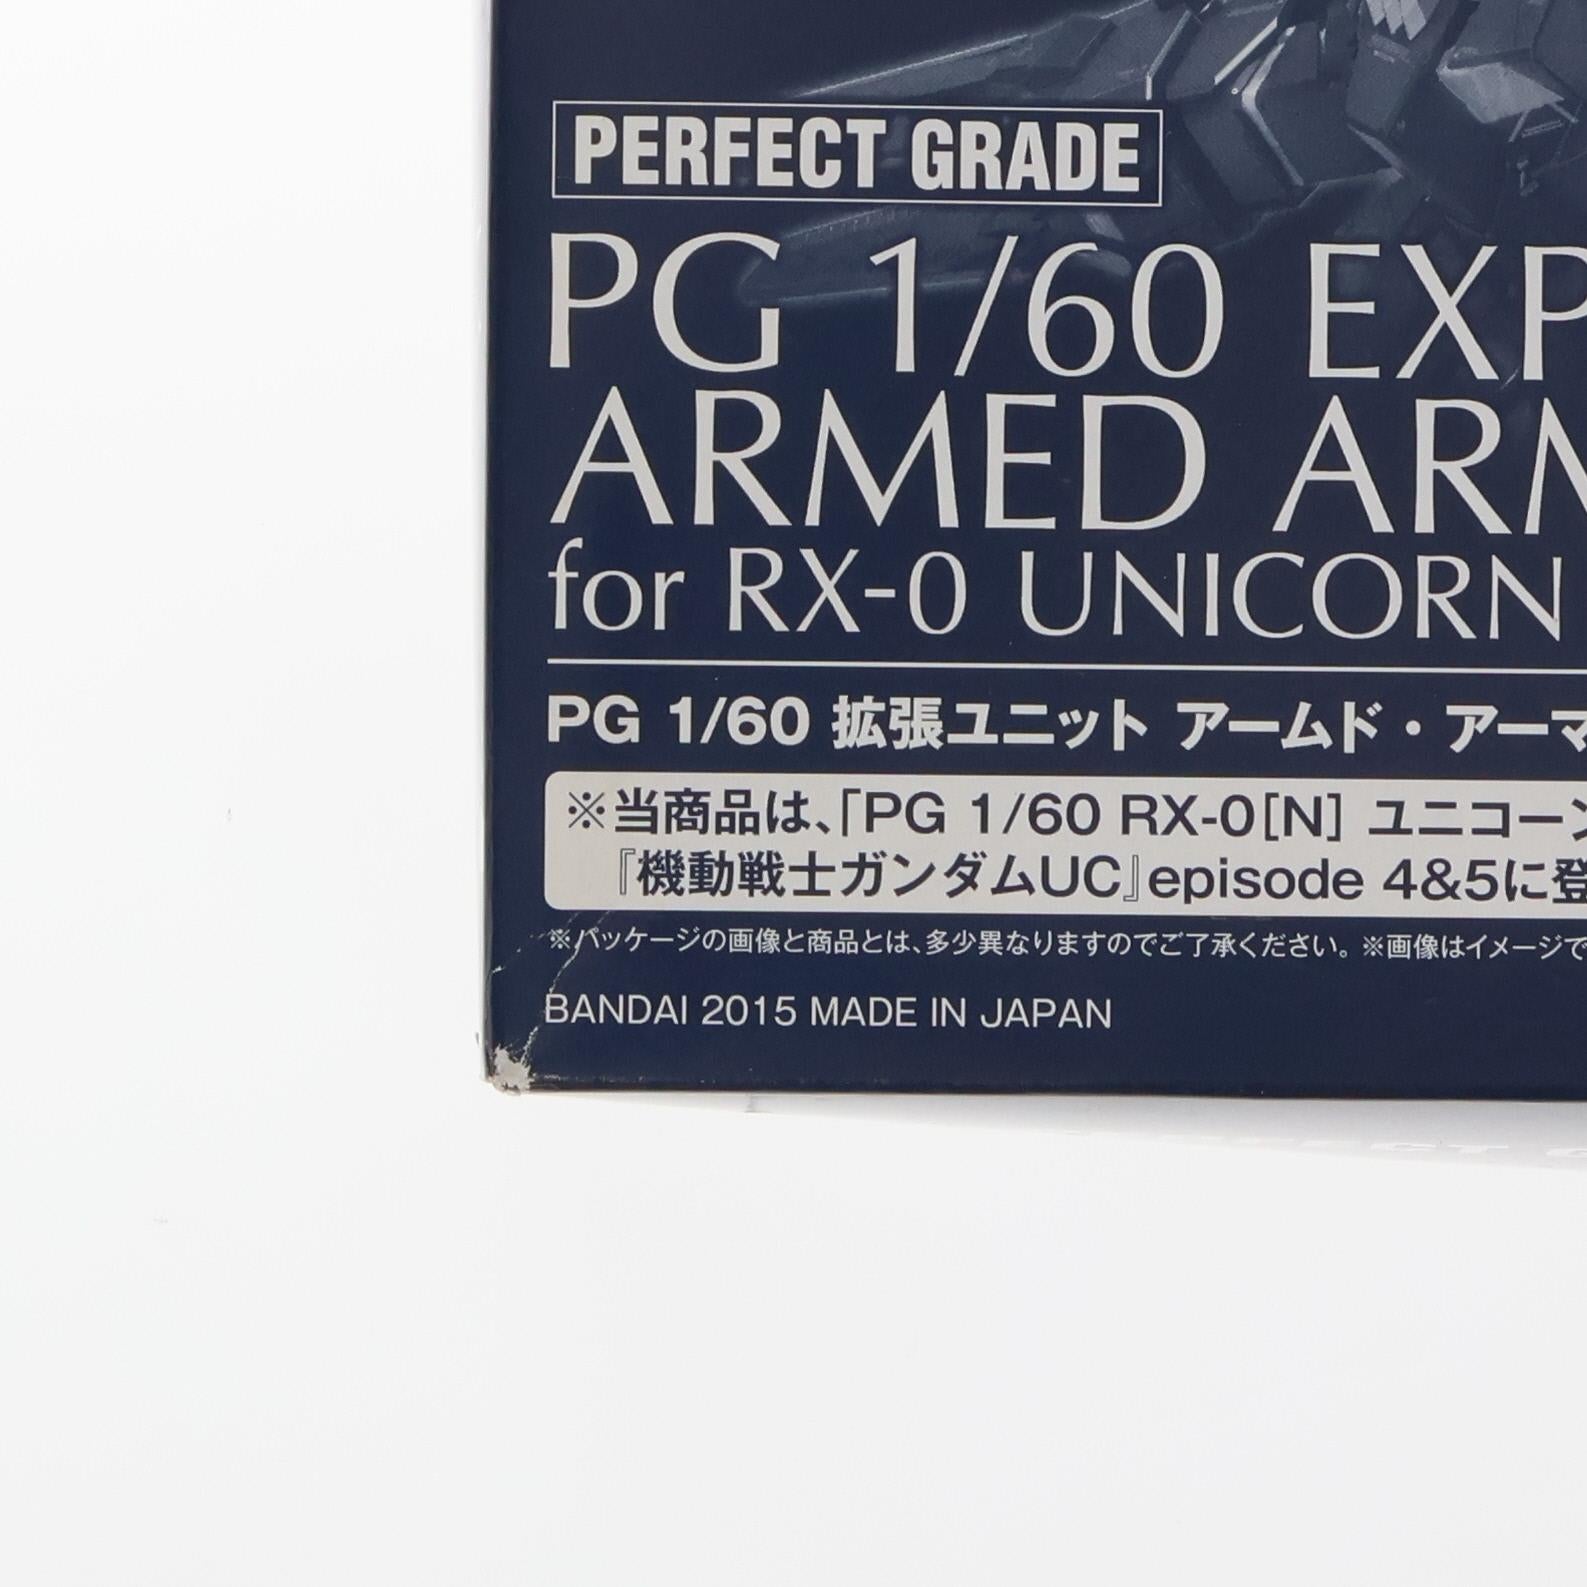 PERFECT GRADE
PG 1/60 EXP
ARMED ARM
for RX-0 UNICORN
PG 1/60 拡張ユニット アームド・アーマ
※当商品は、「PG 1/60 RX-0[N] ユニコーン
『機動戦士ガンダムUC』episode 4&5に登
※パッケージの画像と商品とは、多少異なりますのでご了承ください。※画像はイメージで
BANDAI 2015 MADE IN JAPAN